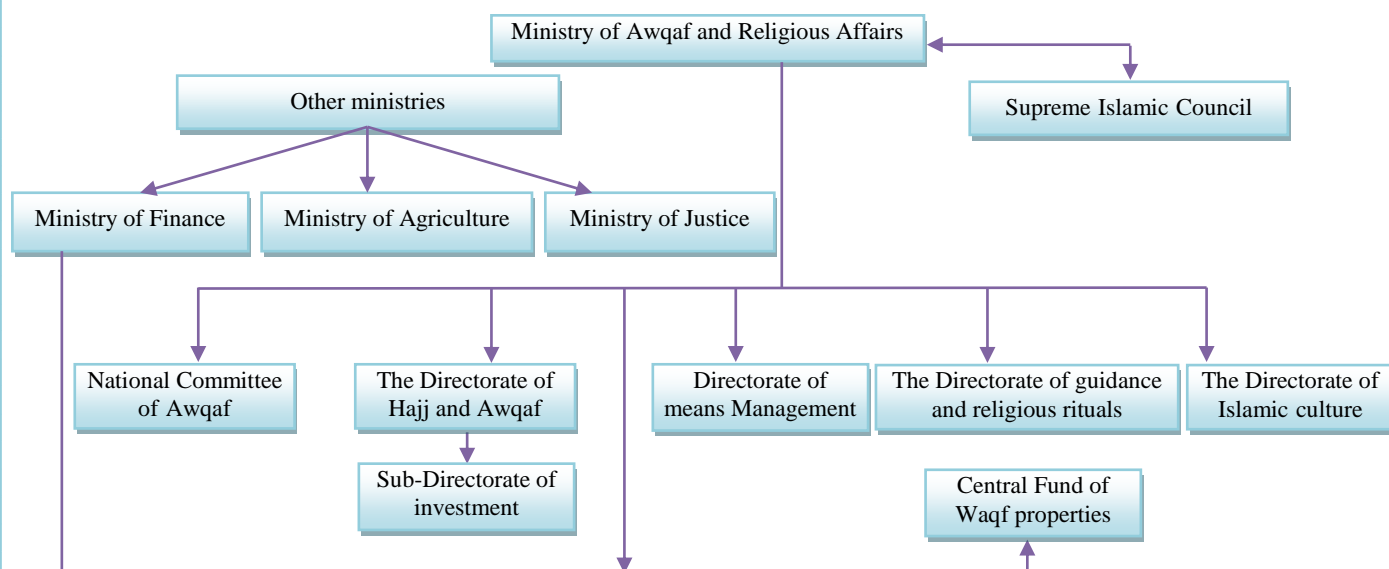 Ministry of Awqaf and Religious Affairs
Other ministries
Supreme Islamic Council
Ministry of Finance
Ministry of Agriculture
Ministry of Justice
National Committee
of Awqaf
The Directorate of
Hajj and Awqaf
Directorate of
means Management
The Directorate of guidance
and religious rituals
The Directorate of
Islamic culture
Sub-Directorate of
investment
Central Fund of
Waqf properties